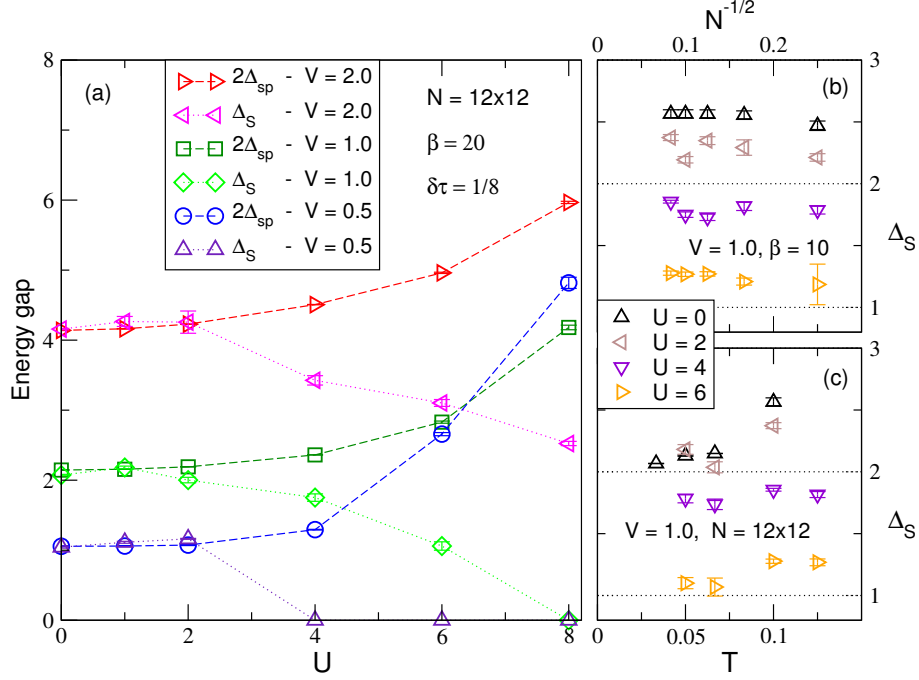 (a)
2Δsp - V = 2.0
ΔS - V = 2.0
2Δsp - V = 1.0
ΔS - V = 1.0
2Δsp - V = 0.5
ΔS - V = 0.5
N = 12x12
β = 20
δτ = 1/8
Energy gap
8
6
4
2
0
0 2 4 6 8
U
N^-1/2
0 0.1 0.2
(b)
3
2
1
ΔS
V = 1.0, β = 10
U = 0
U = 2
U = 4
U = 6
(c)
3
2
1
ΔS
V = 1.0, N = 12x12
0.05 0.1
T